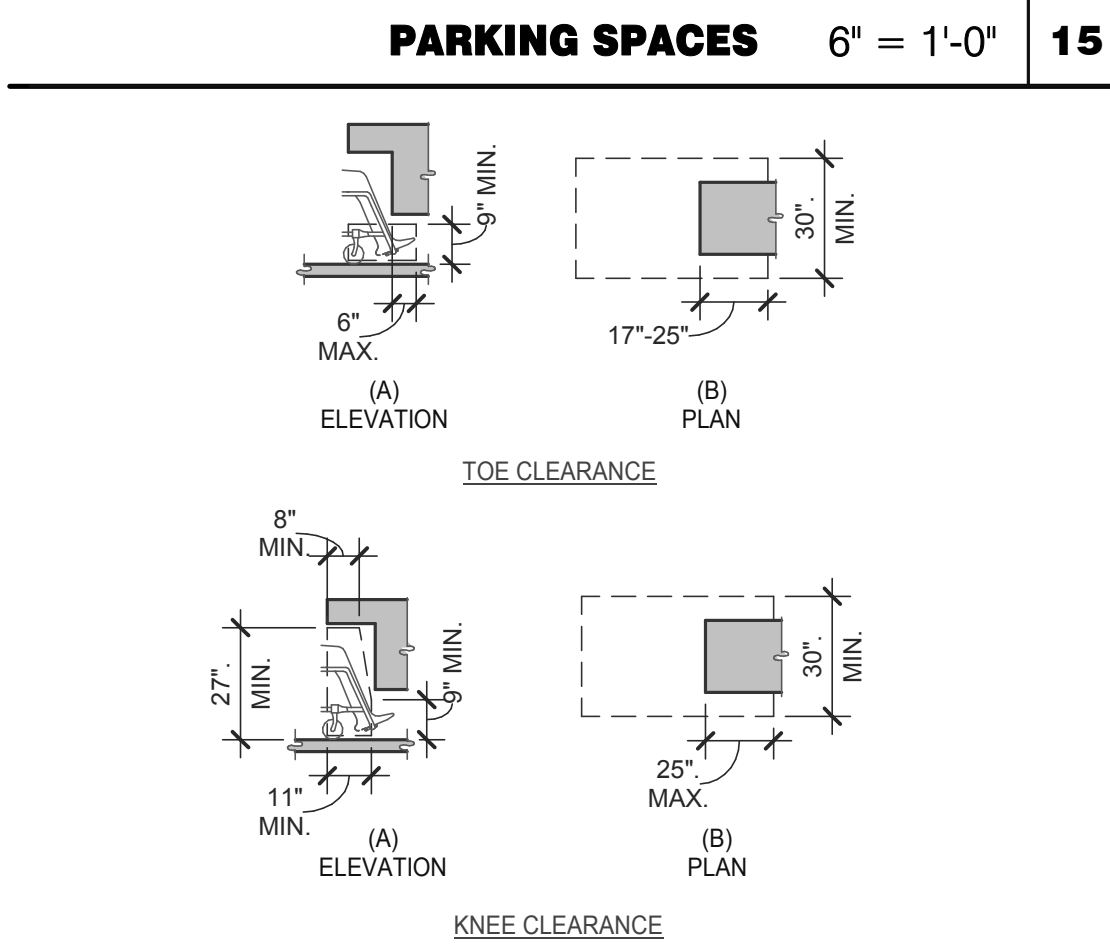 PARKING SPACES 6" = 1'-0" 15
9" MIN.
6"
MAX.
(A)
ELEVATION
30".
MIN.
17"-25"
(B)
PLAN
TOE CLEARANCE
8"
MIN.
27".
MIN.
9" MIN.
11"
MIN.
(A)
ELEVATION
30".
MIN.
25".
MAX.
(B)
PLAN
KNEE CLEARANCE